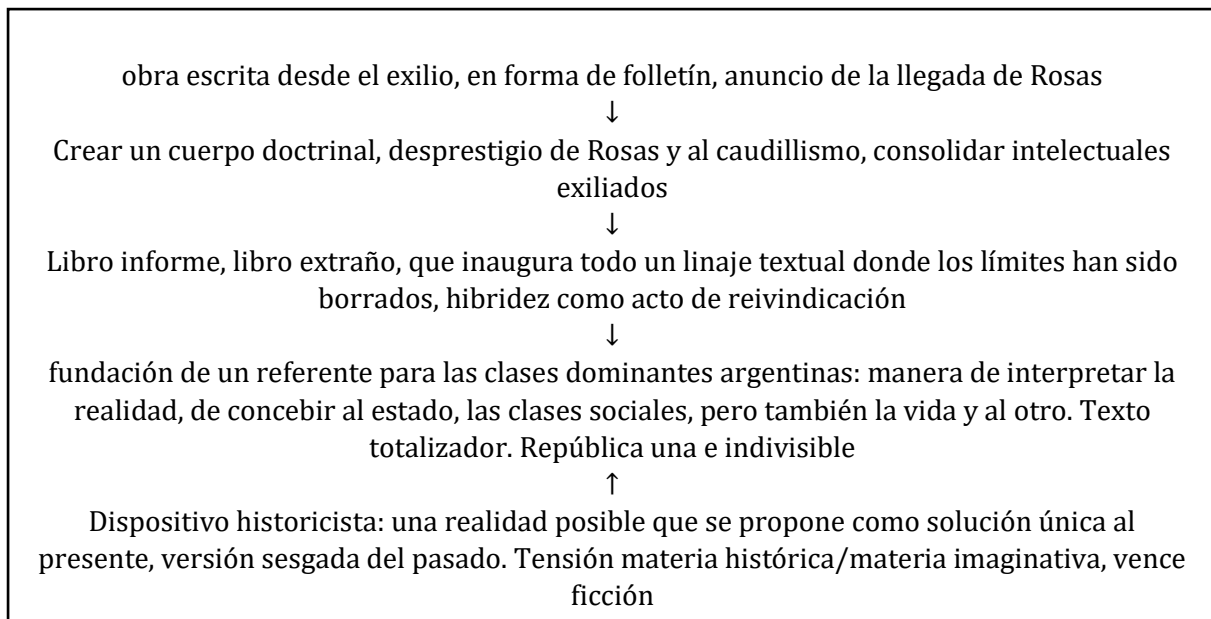 obra escrita desde el exilio, en forma de folletín, anuncio de la llegada de Rosas
↓
Crear un cuerpo doctrinal, desprestigio de Rosas y al caudillismo, consolidar intelectuales
exiliados
↓
Libro informe, libro extraño, que inaugura todo un linaje textual donde los límites han sido
borrados, hibridez como acto de reivindicación
↓
fundación de un referente para las clases dominantes argentinas: manera de interpretar la
realidad, de concebir al estado, las clases sociales, pero también la vida y al otro. Texto
totalizador. República una e indivisible
↑
Dispositivo historicista: una realidad posible que se propone como solución única al
presente, versión sesgada del pasado. Tensión materia histórica/materia imaginativa, vence
ficción